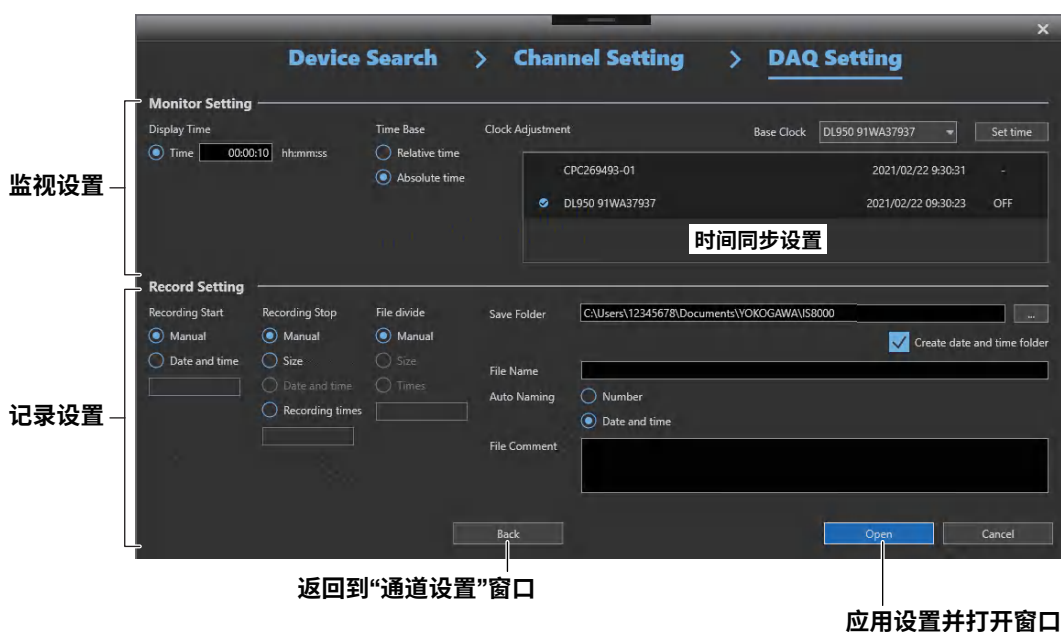 Device Search > Channel Setting > DAQ Setting
监视设置
Monitor Setting
Display Time
Time 00:00:10 hh:mm:ss
Time Base
Relative time
Absolute time
Clock Adjustment
Base Clock DL950 91WA37937 Set time
CPC269493-01 2021/02/22 9:30:31 -
DL950 91WA37937 2021/02/22 09:30:23 OFF
时间同步设置
记录设置
Record Setting
Recording Start
Manual
Date and time
Recording Stop
Manual
Size
Date and time
Recording times
File divide
Manual
Size
Times
Save Folder C:\Users\12345678\Documents\YOKOGAWA\IS8000 ...
Create date and time folder
File Name
Auto Naming Number
Date and time
File Comment
Back Open Cancel
返回到“通道设置”窗口
应用设置并打开窗口